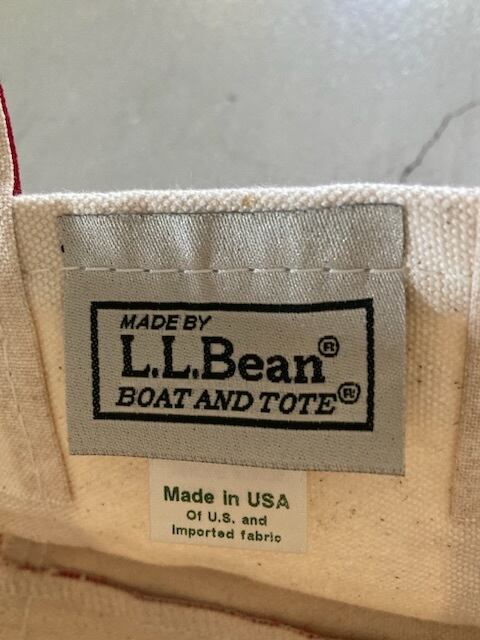 MADE BY
L.L.Bean®
BOAT AND TOTE®
Made in USA
Of U.S. and
Imported fabric